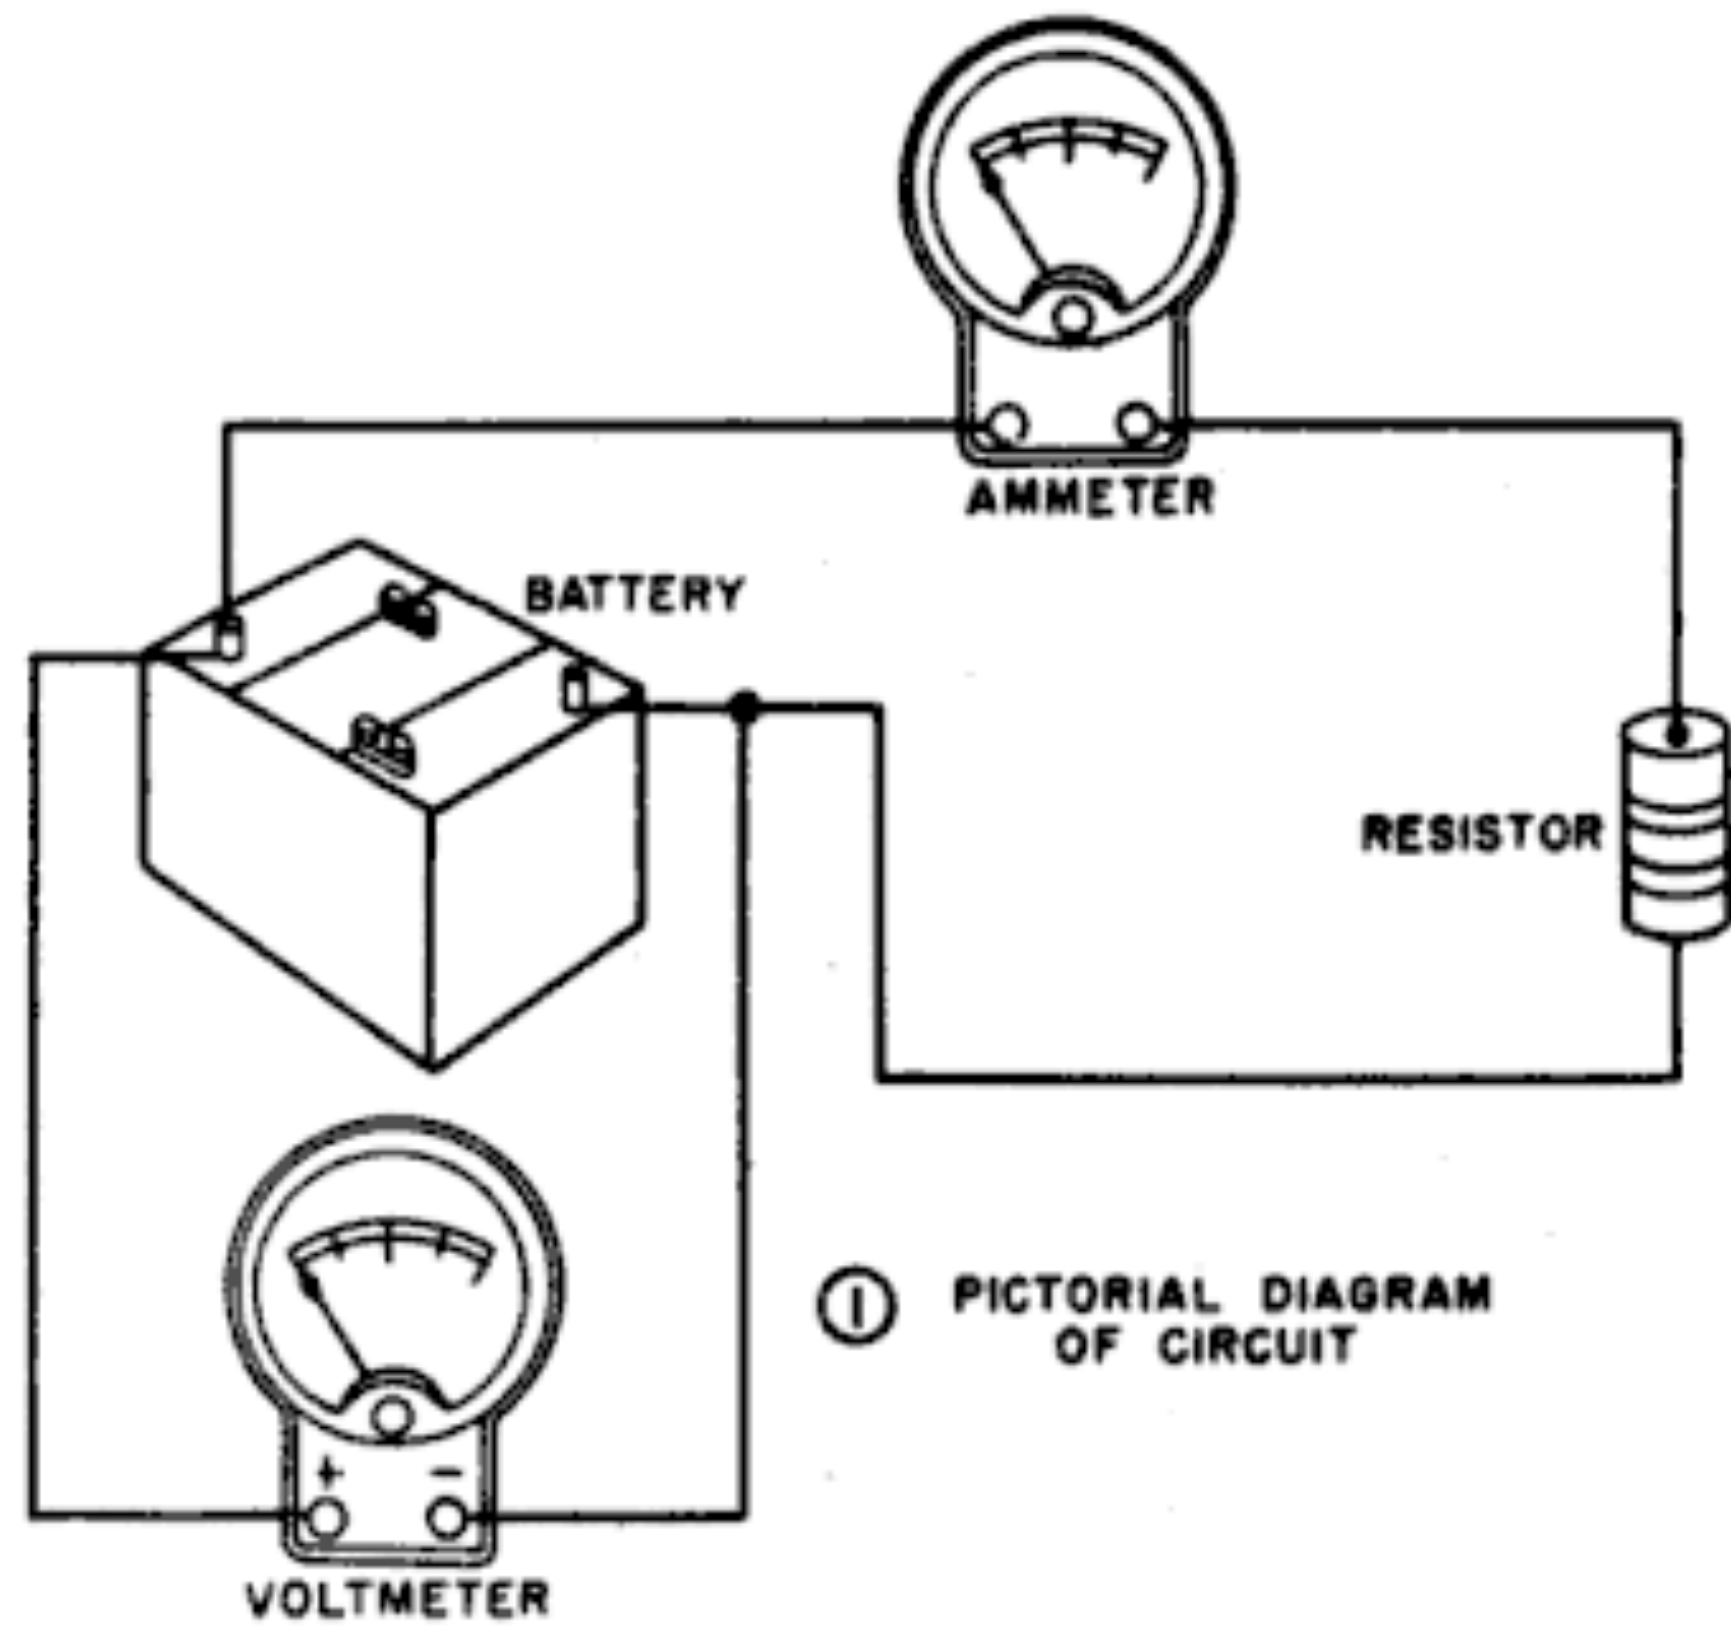 AMMETER
BATTERY
RESISTOR
1 PICTORIAL DIAGRAM
OF CIRCUIT
+ -
VOLTMETER